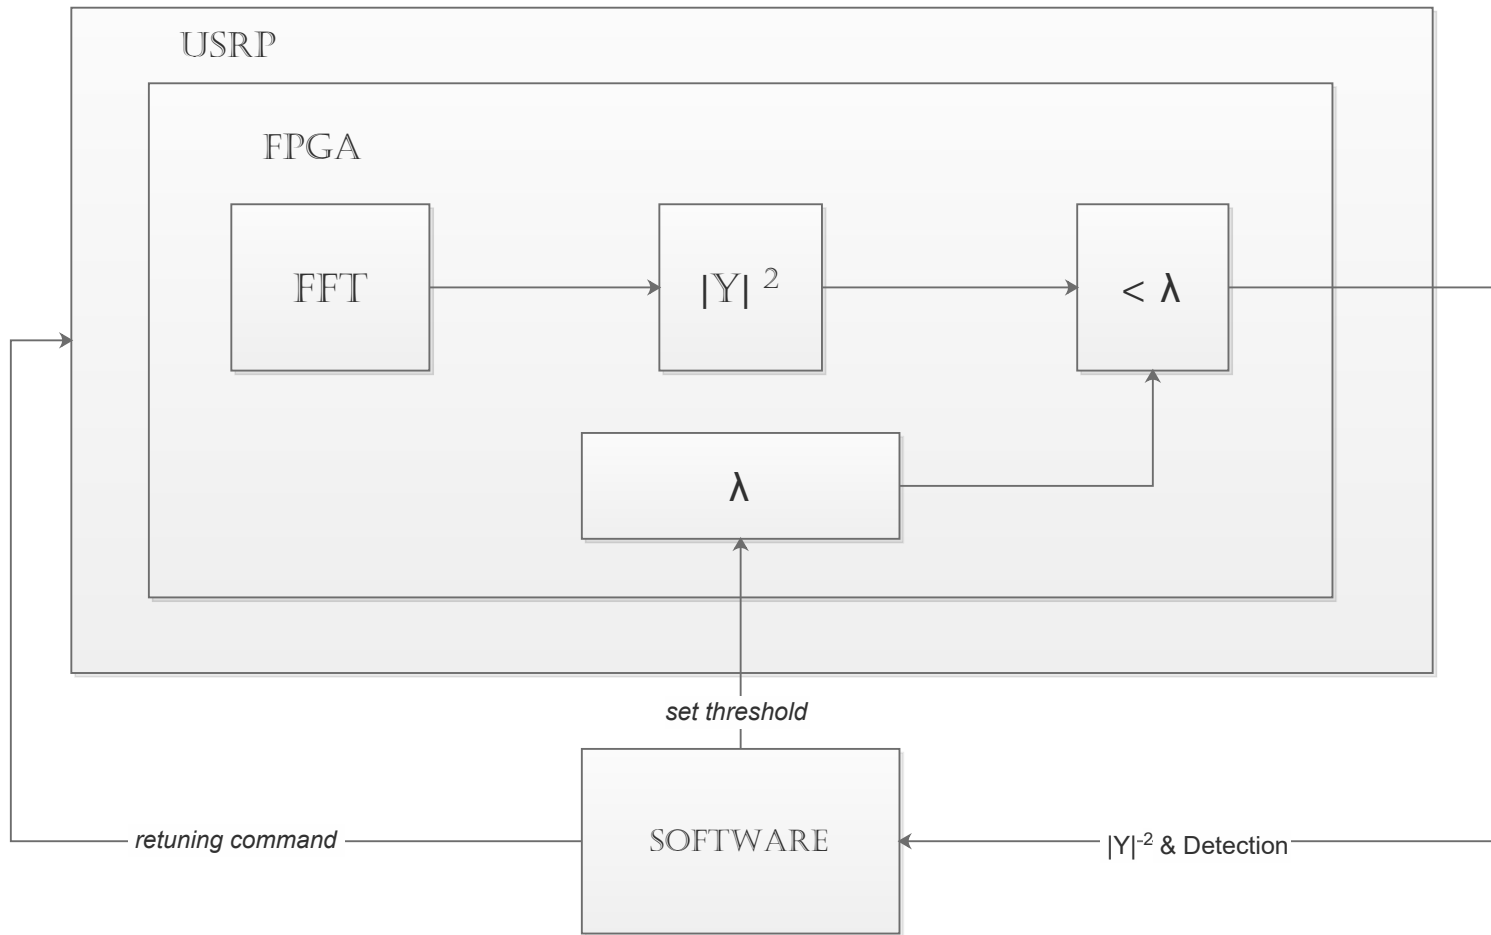 USRP
FPGA
FFT
|Y| ²
< λ
λ
set threshold
retuning command
SOFTWARE
|Y|⁻² & Detection